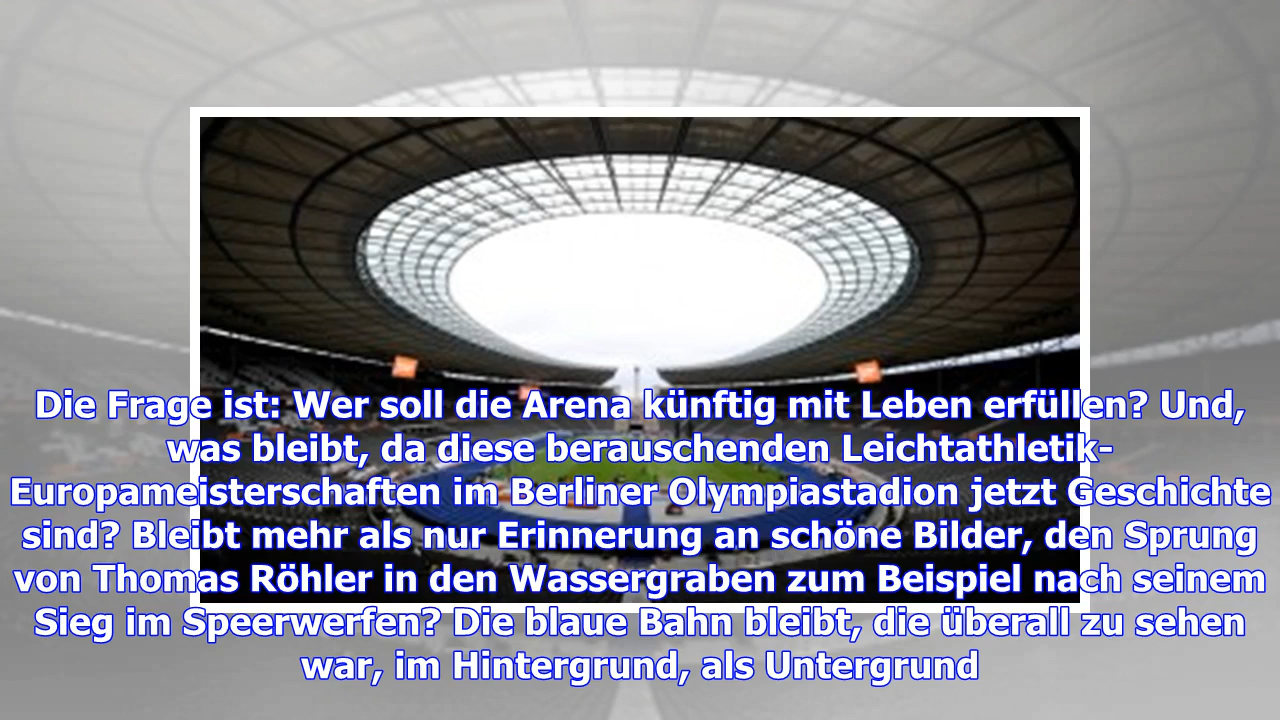 Die Frage ist: Wer soll die Arena künftig mit Leben erfüllen? Und,
was bleibt, da diese berauschenden Leichtathletik-
Europameisterschaften im Berliner Olympiastadion jetzt Geschichte
sind? Bleibt mehr als nur Erinnerung an schöne Bilder, den Sprung
von Thomas Röhler in den Wassergraben zum Beispiel nach seinem
Sieg im Speerwerfen? Die blaue Bahn bleibt, die überall zu sehen
war, im Hintergrund, als Untergrund